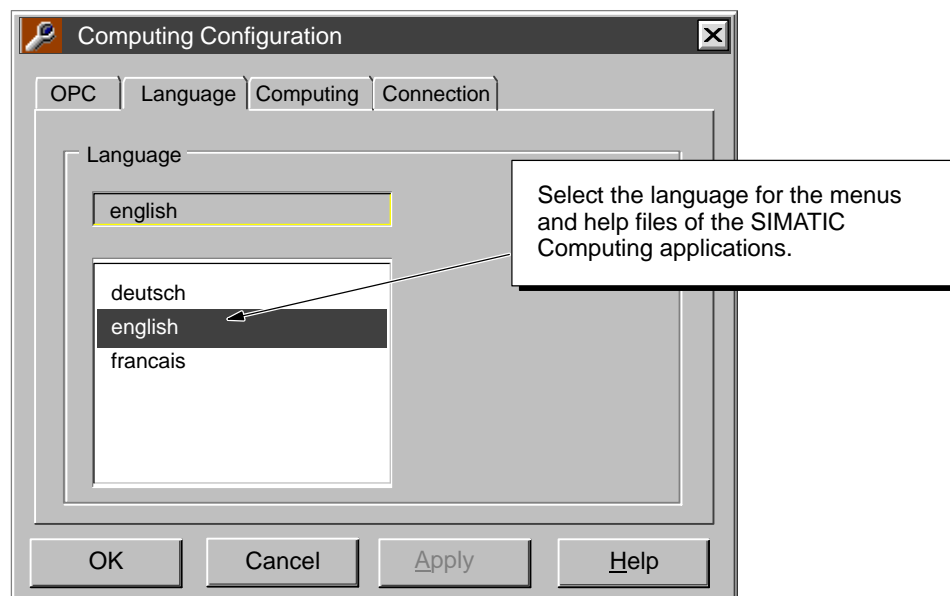 Computing Configuration
OPC Language Computing Connection
Language
english
Select the language for the menus
and help files of the SIMATIC
Computing applications.
deutsch
english
francais
OK Cancel Apply Help